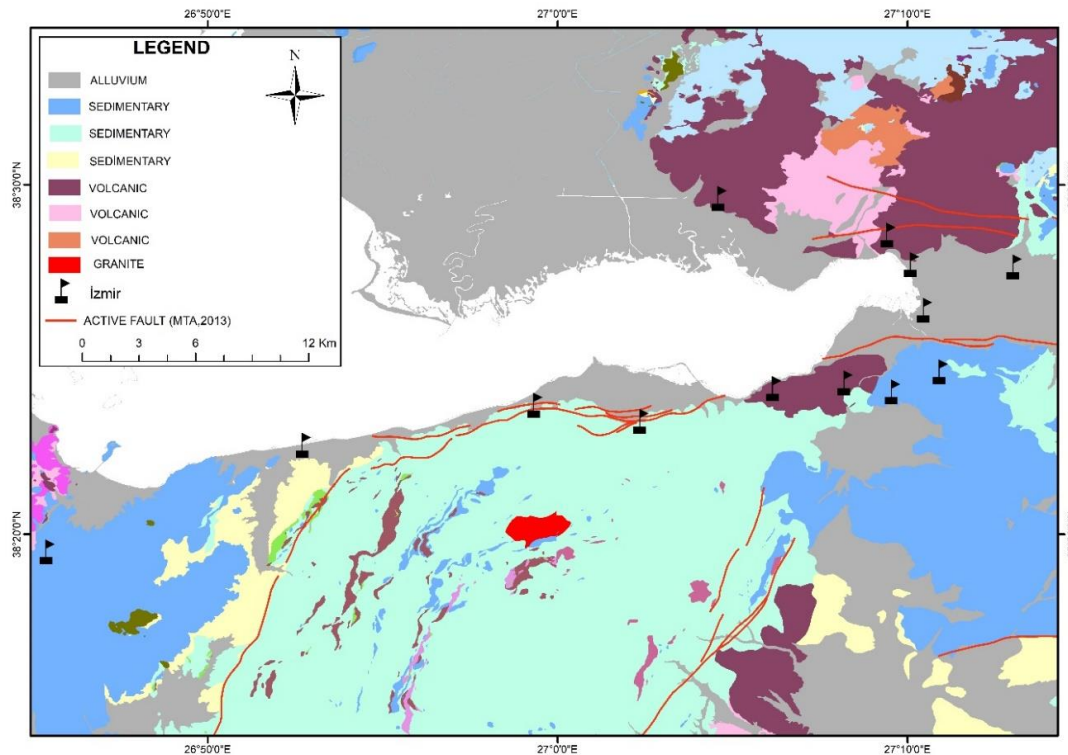 26°50'0"E 27°0'0"E 27°10'0"E
LEGEND
N
ALLUVIUM
SEDIMENTARY
SEDIMENTARY
SEDİMENTARY
VOLCANIC
VOLCANIC
VOLCANIC
GRANITE
İzmir
ACTIVE FAULT (MTA,2013)
0 3 6 12 Km
38°30'0"N
38°20'0"N
26°50'0"E 27°0'0"E 27°10'0"E